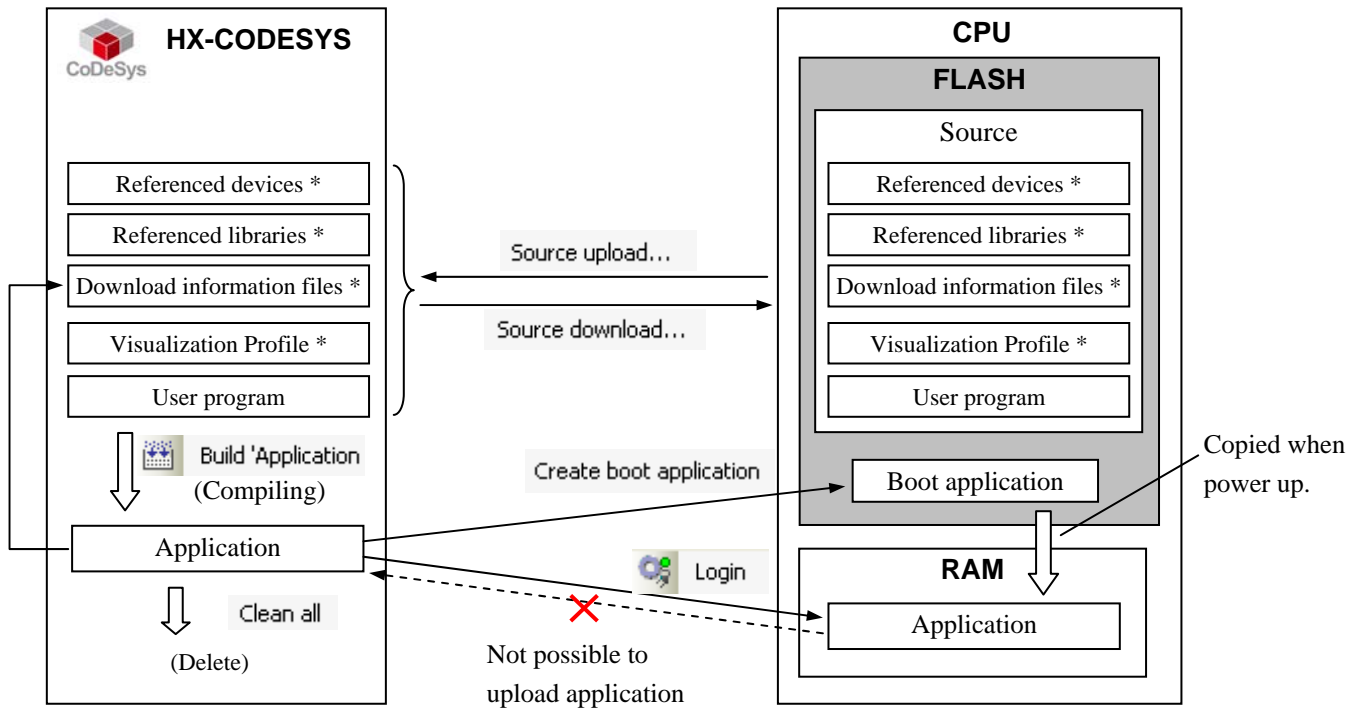 CoDeSys
HX-CODESYS
Referenced devices *
Referenced libraries *
Download information files *
Visualization Profile *
User program
Build 'Application
(Compiling)
Application
Clean all
(Delete)
Source upload...
Source download...
Create boot application
Login
Not possible to
upload application
CPU
FLASH
Source
Referenced devices *
Referenced libraries *
Download information files *
Visualization Profile *
User program
Boot application
Copied when
power up.
RAM
Application